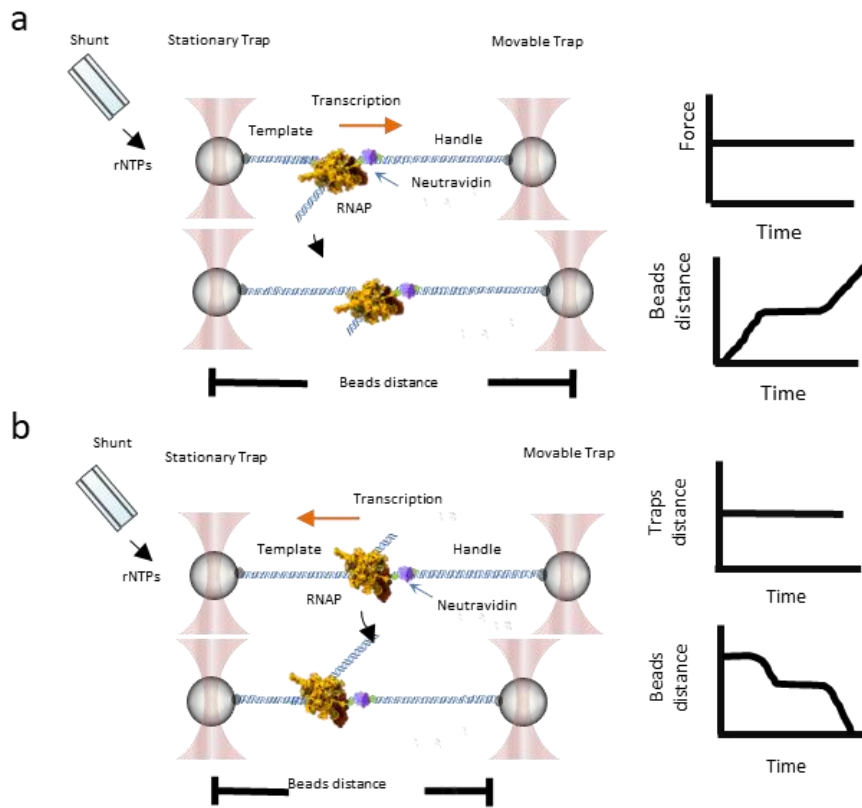 a
Shunt
Stationary Trap
Movable Trap
Transcription
Template
Handle
rNTPs
Neutravidin
RNAP
Force
Time
Beads
distance
Time
Beads distance
b
Shunt
Stationary Trap
Movable Trap
Transcription
Template
Handle
rNTPs
RNAP
Neutravidin
Traps
distance
Time
Beads
distance
Time
Beads distance